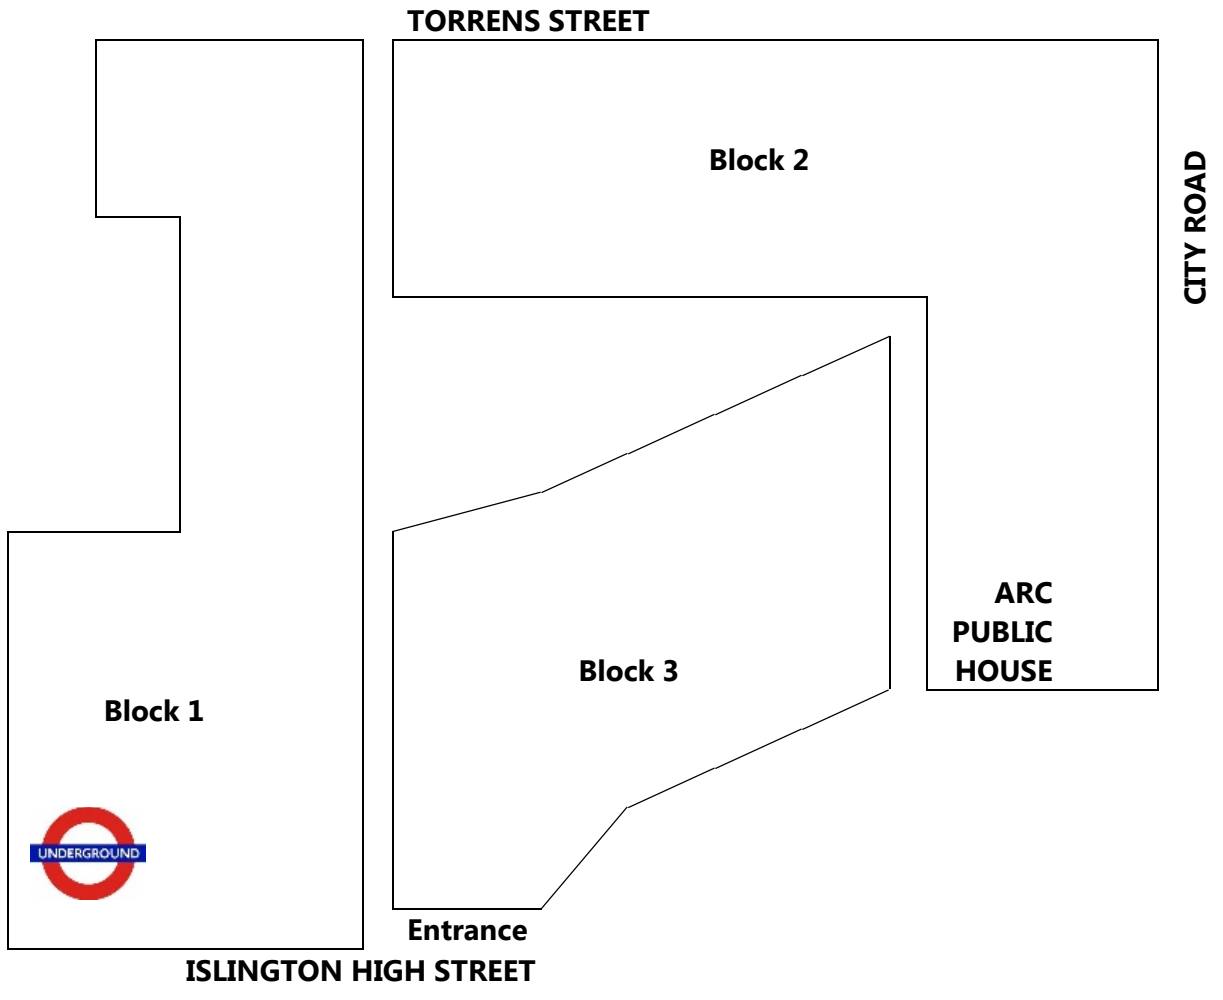 TORRENS STREET
Block 2
CITY ROAD
ARC
PUBLIC
HOUSE
Block 3
Block 1
UNDERGROUND
Entrance
ISLINGTON HIGH STREET